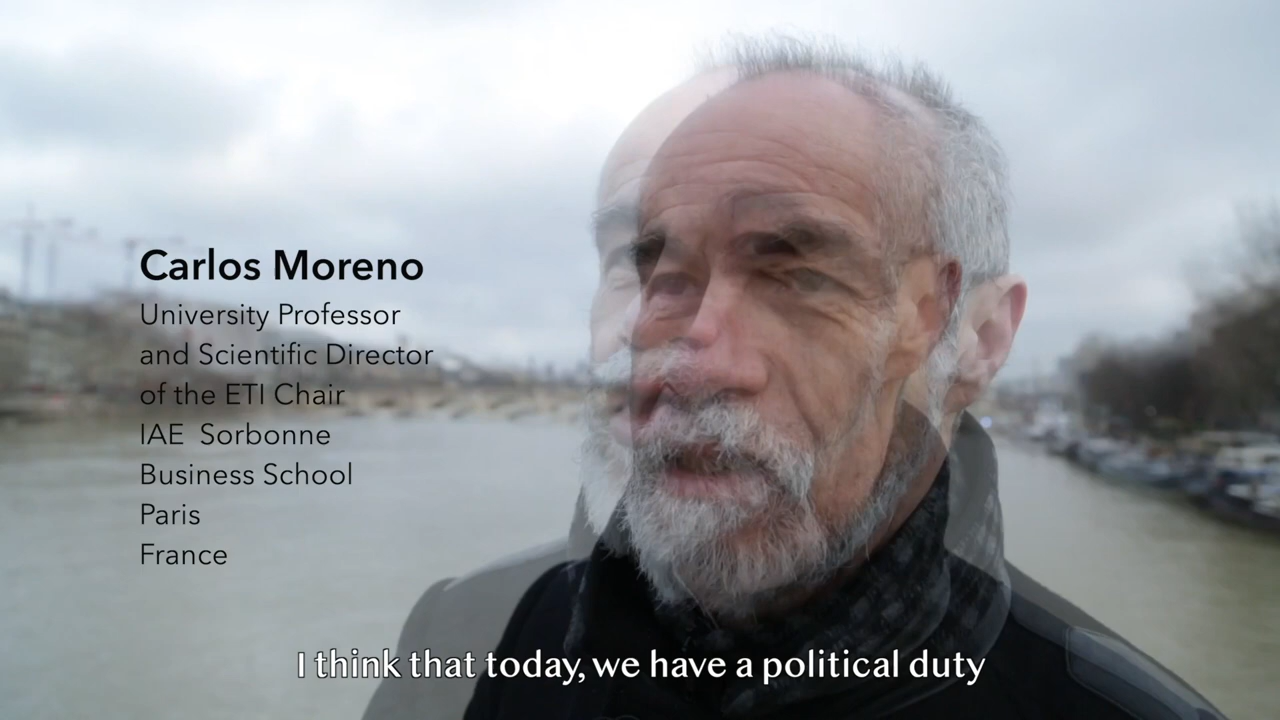 Carlos Moreno
University Professor
and Scientific Director
of the ETI Chair
IAE Sorbonne
Business School
Paris
France
I think that today, we have a political duty